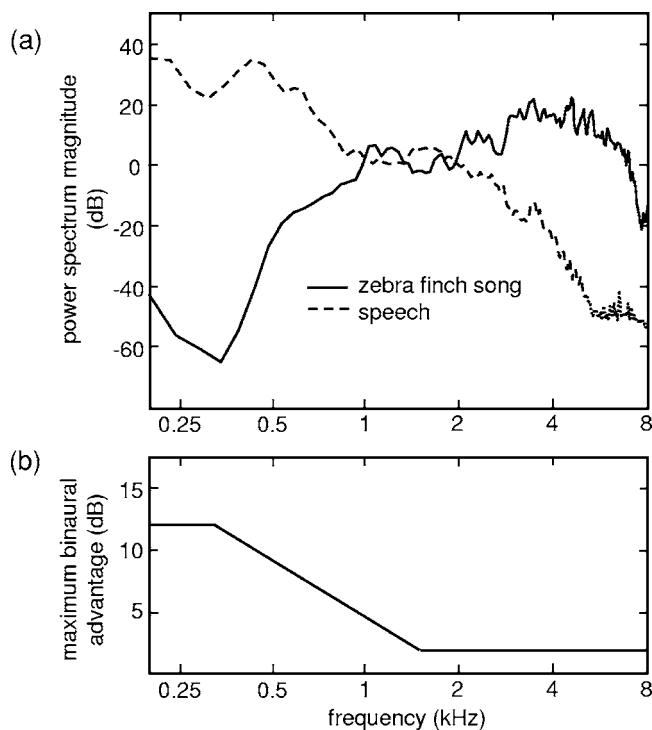 (a)
power spectrum magnitude
(dB)
40
20
0
-20
-40
-60
zebra finch song
speech
0.25 0.5 1 2 4 8
(b)
maximum binaural
advantage (dB)
15
10
5
0.25 0.5 1 2 4 8
frequency (kHz)